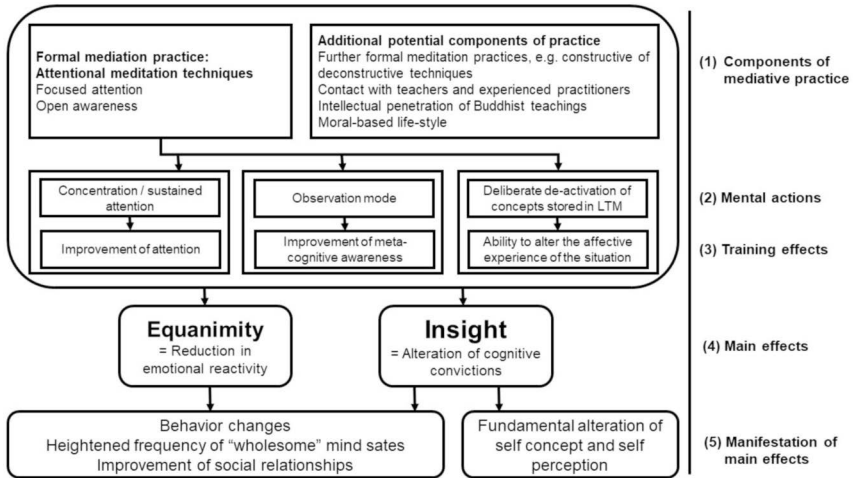 Formal mediation practice:
Attentional meditation techniques
Focused attention
Open awareness
Additional potential components of practice
Further formal meditation practices, e.g. constructive of
deconstructive techniques
Contact with teachers and experienced practitioners
Intellectual penetration of Buddhist teachings
Moral-based life-style
(1) Components of
mediative practice
Concentration / sustained
attention
Observation mode
Deliberate de-activation of
concepts stored in LTM
(2) Mental actions
Improvement of attention
Improvement of meta-
cognitive awareness
Ability to alter the affective
experience of the situation
(3) Training effects
Equanimity
= Reduction in
emotional reactivity
Insight
= Alteration of cognitive
convictions
(4) Main effects
Behavior changes
Heightened frequency of “wholesome” mind sates
Improvement of social relationships
Fundamental alteration of
self concept and self
perception
(5) Manifestation of
main effects